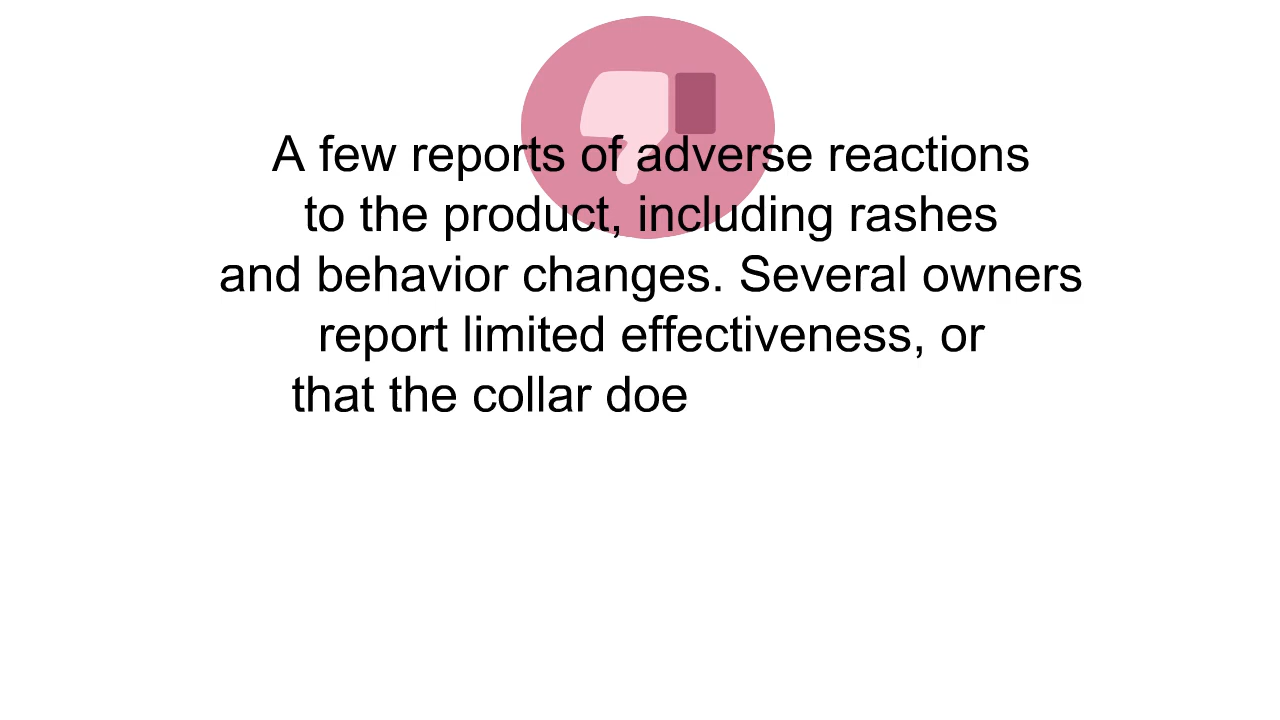 A few reports of adverse reactions
to the product, including rashes
and behavior changes. Several owners
report limited effectiveness, or
that the collar doe